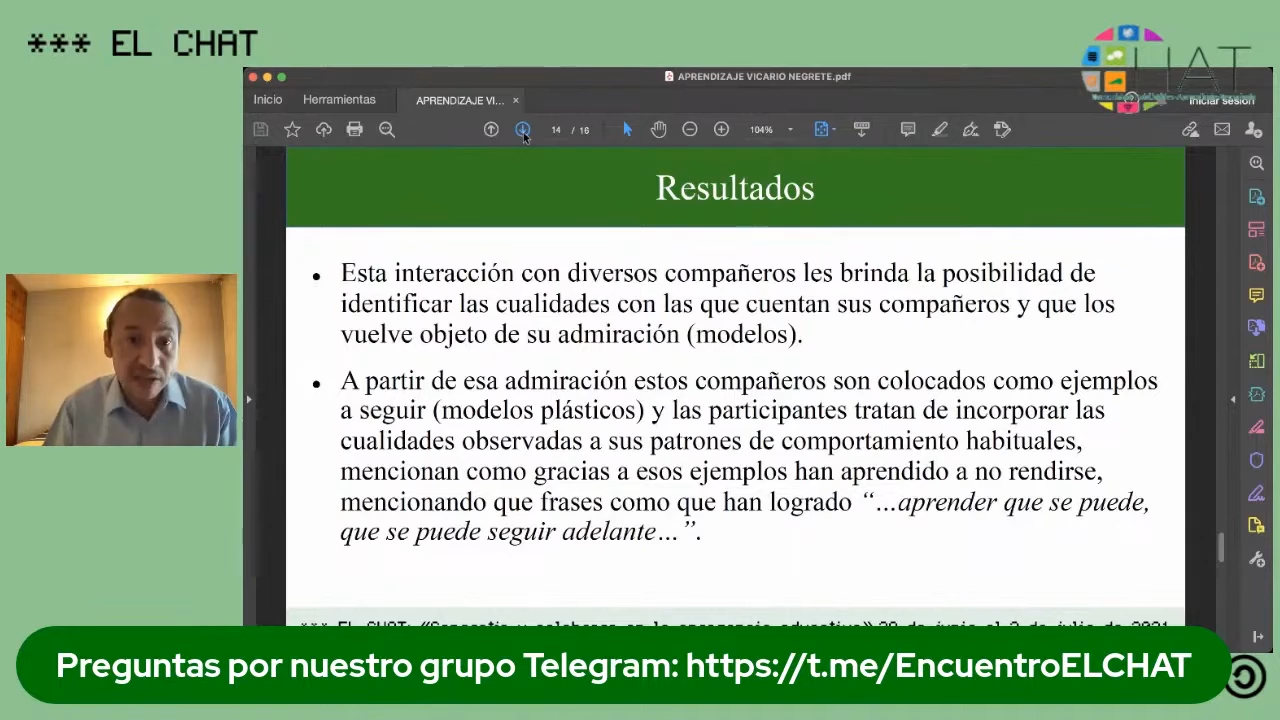 *** EL CHAT
APRENDIZAJE VICARIO NEGRETE.pdf
Inicio
Herramientas
APRENDIZAJE VI... ×
Iniciar sesión
14 / 16
104%
Resultados
• Esta interacción con diversos compañeros les brinda la posibilidad de
identificar las cualidades con las que cuentan sus compañeros y que los
vuelve objeto de su admiración (modelos).
• A partir de esa admiración estos compañeros son colocados como ejemplos
a seguir (modelos plásticos) y las participantes tratan de incorporar las
cualidades observadas a sus patrones de comportamiento habituales,
mencionan como gracias a esos ejemplos han aprendido a no rendirse,
mencionando que frases como que han logrado “…aprender que se puede,
que se puede seguir adelante…”.
Preguntas por nuestro grupo Telegram: https://t.me/EncuentroELCHAT